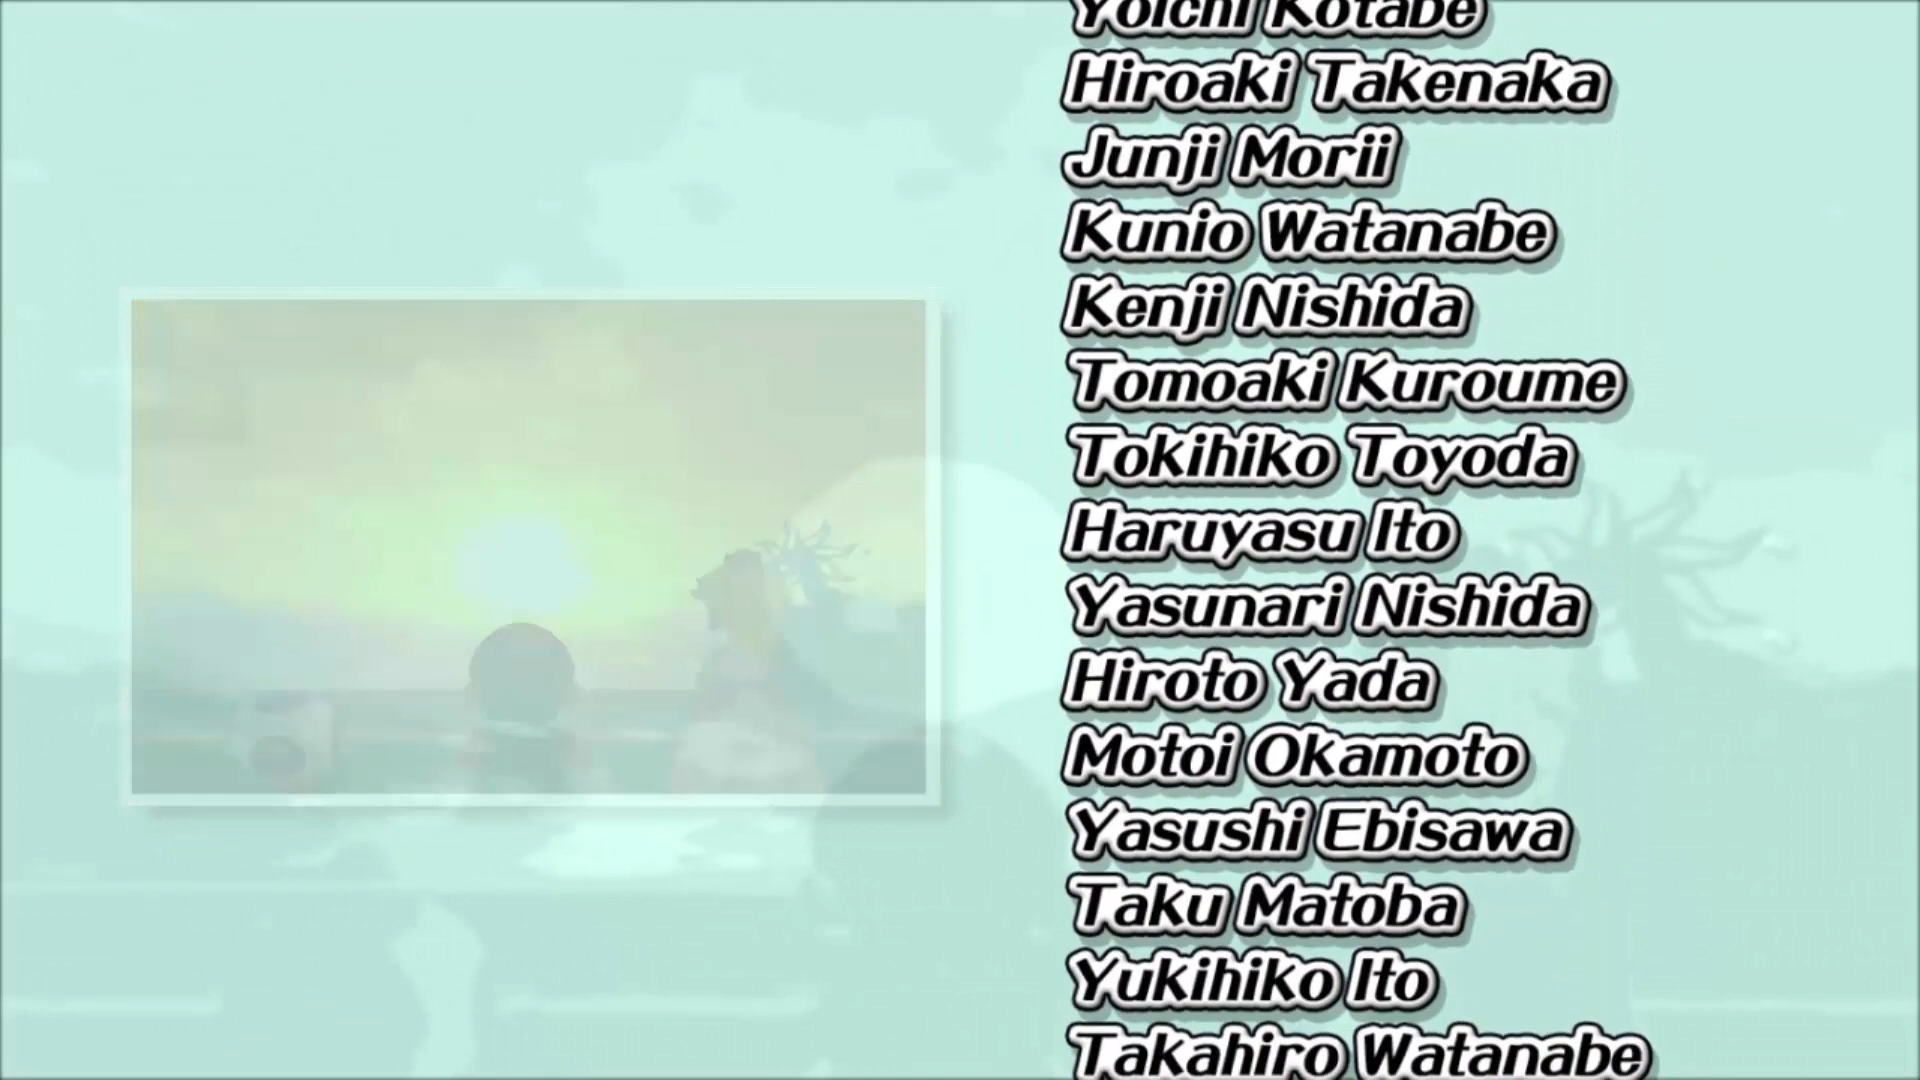 Yoichi Kotabe
Hiroaki Takenaka
Junji Morii
Kunio Watanabe
Kenji Nishida
Tomoaki Kuroume
Tokihiko Toyoda
Haruyasu Ito
Yasunari Nishida
Hiroto Yada
Motoi Okamoto
Yasushi Ebisawa
Taku Matoba
Yukihiko Ito
Takahiro Watanabe